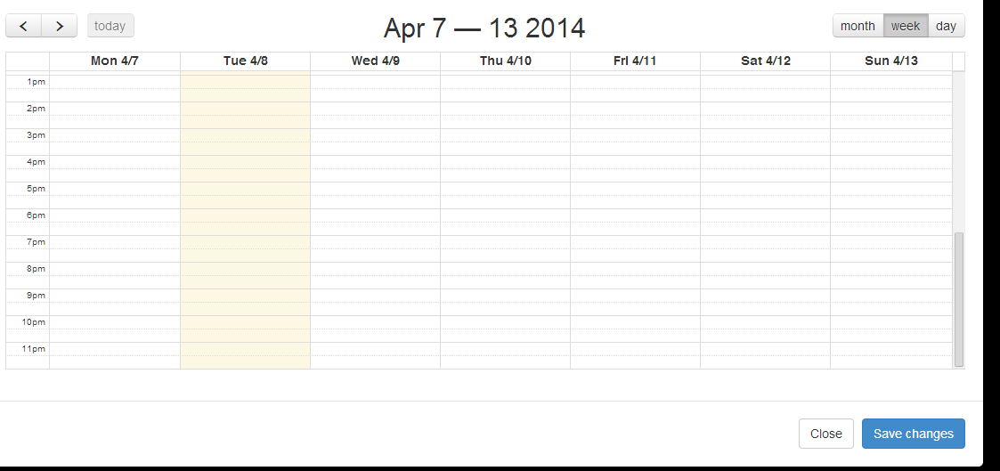 today Apr 7 — 13 2014 month week day
Mon 4/7 Tue 4/8 Wed 4/9 Thu 4/10 Fri 4/11 Sat 4/12 Sun 4/13
1pm
2pm
3pm
4pm
5pm
6pm
7pm
8pm
9pm
10pm
11pm
Close Save changes